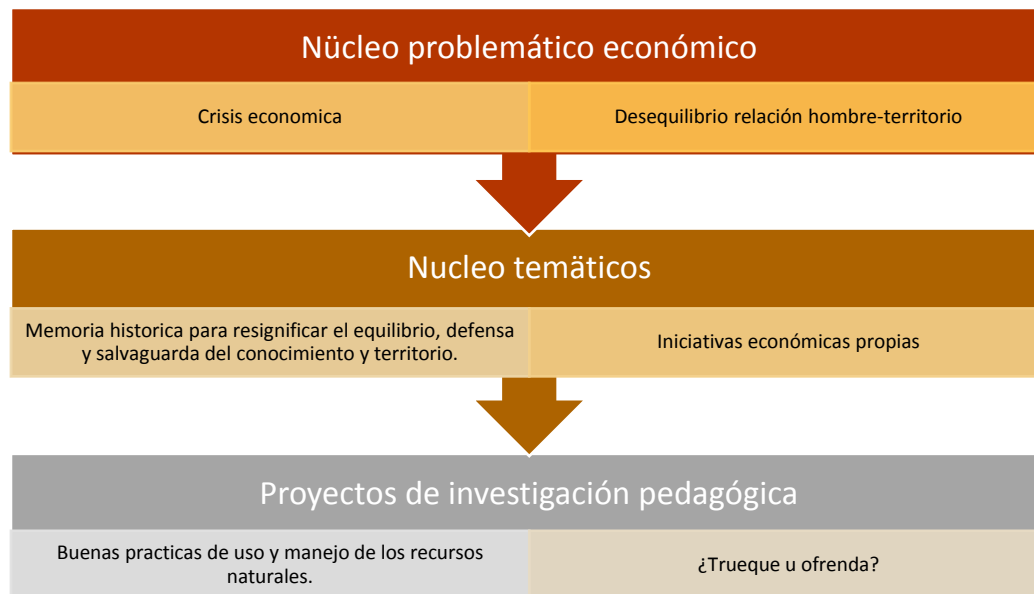 Nücleo problemático económico
Crisis economica
Desequilibrio relación hombre-territorio
Nucleo temäticos
Memoria historica para resignificar el equilibrio, defensa
y salvaguarda del conocimiento y territorio.
Iniciativas económicas propias
Proyectos de investigación pedagógica
Buenas practicas de uso y manejo de los recursos
naturales.
¿Trueque u ofrenda?